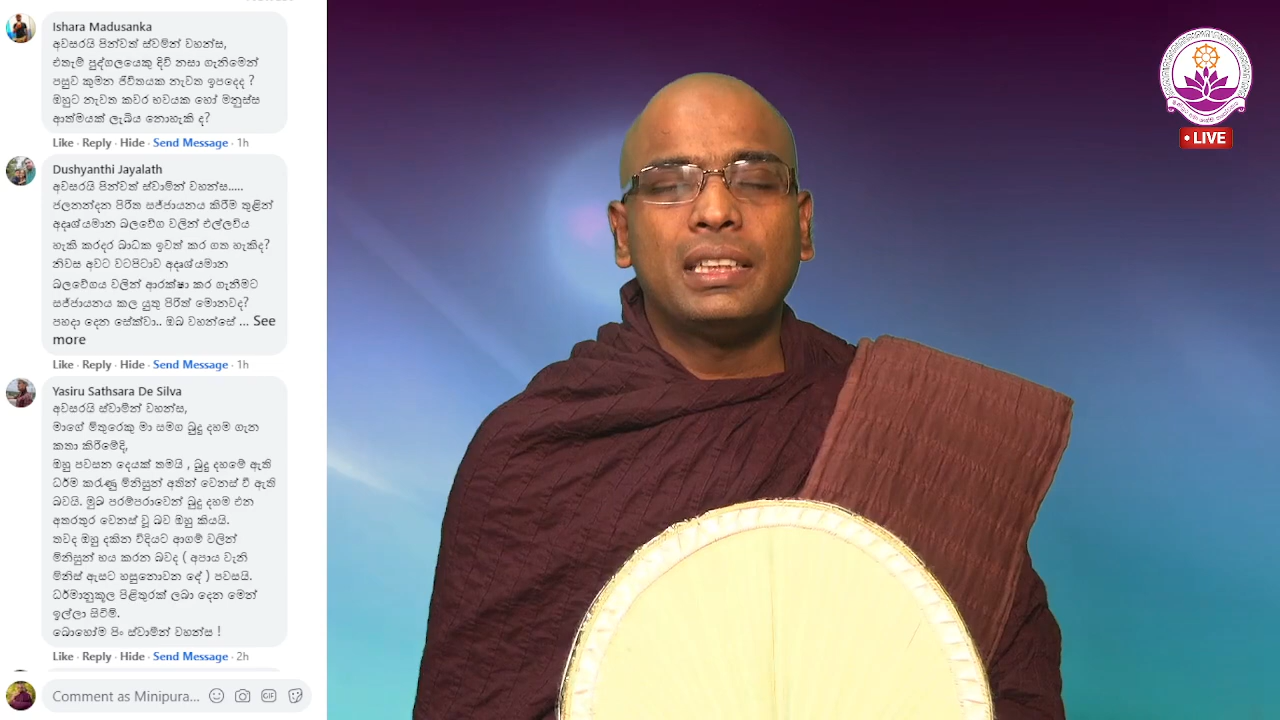 Ishara Madusanka
අවසරයි පින්වත් ස්වමින් වහන්ස,
එතැම් පුද්ගලයෙකු දිවි නසා ගැනීමෙන්
පසුව කුමන ජීවිතයක නැවත ඉපදෙද ?
ඔහුට නැවත කවර භවයක හෝ මනුස්ස
ආත්මයක් ලැබිය නොහැකි ද?
Like · Reply · Hide · Send Message · 1h
Dushyanthi Jayalath
අවසරයි පින්වත් ස්වාමින් වහන්ස.....
ජලනන්දන පිරිත සජ්ඣායනය කිරීම තුළින්
අදෘශ්‍යමාන බලවේග වලින් එල්ලවිය
හැකි කරදර බාධක ඉවත් කර ගත හැකිද?
නිවස අවට වටපිටාව අදෘශ්‍යමාන
බලවේගය වලින් ආරක්ෂා කර ගැනීමට
සජ්ඣායනය කල යුතු පිරිත් මොනවද?
පහදා දෙන සේක්වා.. ඔබ වහන්සේ ... See
more
Like · Reply · Hide · Send Message · 1h
Yasiru Sathsara De Silva
අවසරයි ස්වාමින් වහන්ස,
මාගේ මිතුරෙකු මා සමග බුදු දහම ගැන
කතා කිරීමේදි,
ඔහු පවසන දෙයක් තමයි , බුදු දහමේ ඇති
ධර්ම කරුණු මිනිසුන් අතින් වෙනස් වී ඇති
බවයි. මුඛ පරම්පරාවෙන් බුදු දහම එන
අතරතුර වෙනස් වූ බව ඔහු කියයි.
තවද ඔහු දකින විදියට ආගම් වලින්
මිනිසුන් භය කරන බවද ( අපාය වැනි
මිනිස් ඇසට හසුනොවන දේ ) පවසයි.
ධර්මානුකූල පිළිතුරක් ලබා දෙන මෙන්
ඉල්ලා සිටිමි.
බොහෝම පිං ස්වාමින් වහන්ස !
Like · Reply · Hide · Send Message · 2h
Comment as Minipura...
GIF
LIVE